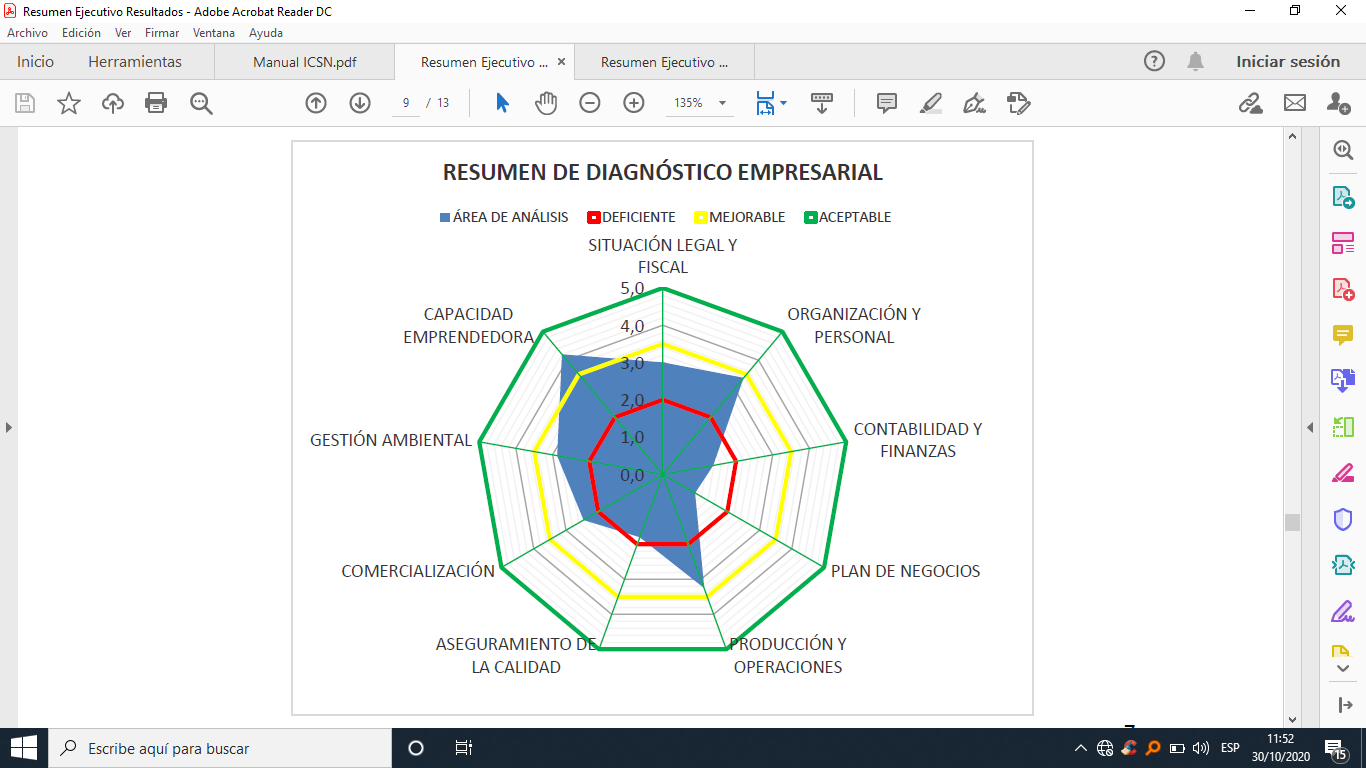 Resumen Ejecutivo Resultados - Adobe Acrobat Reader DC
Archivo Edición Ver Firmar Ventana Ayuda
Inicio Herramientas Manual ICSN.pdf Resumen Ejecutivo ... Resumen Ejecutivo ... Iniciar sesión
9 / 13 135%
RESUMEN DE DIAGNÓSTICO EMPRESARIAL
ÁREA DE ANÁLISIS DEFICIENTE MEJORABLE ACEPTABLE
SITUACIÓN LEGAL Y
FISCAL
5,0
4,0
3,0
2,0
1,0
0,0
ORGANIZACIÓN Y
PERSONAL
CONTABILIDAD Y
FINANZAS
PLAN DE NEGOCIOS
PRODUCCIÓN Y
OPERACIONES
ASEGURAMIENTO DE
LA CALIDAD
COMERCIALIZACIÓN
GESTIÓN AMBIENTAL
CAPACIDAD
EMPRENDEDORA
Escribe aquí para buscar
ESP
11:52
30/10/2020
15